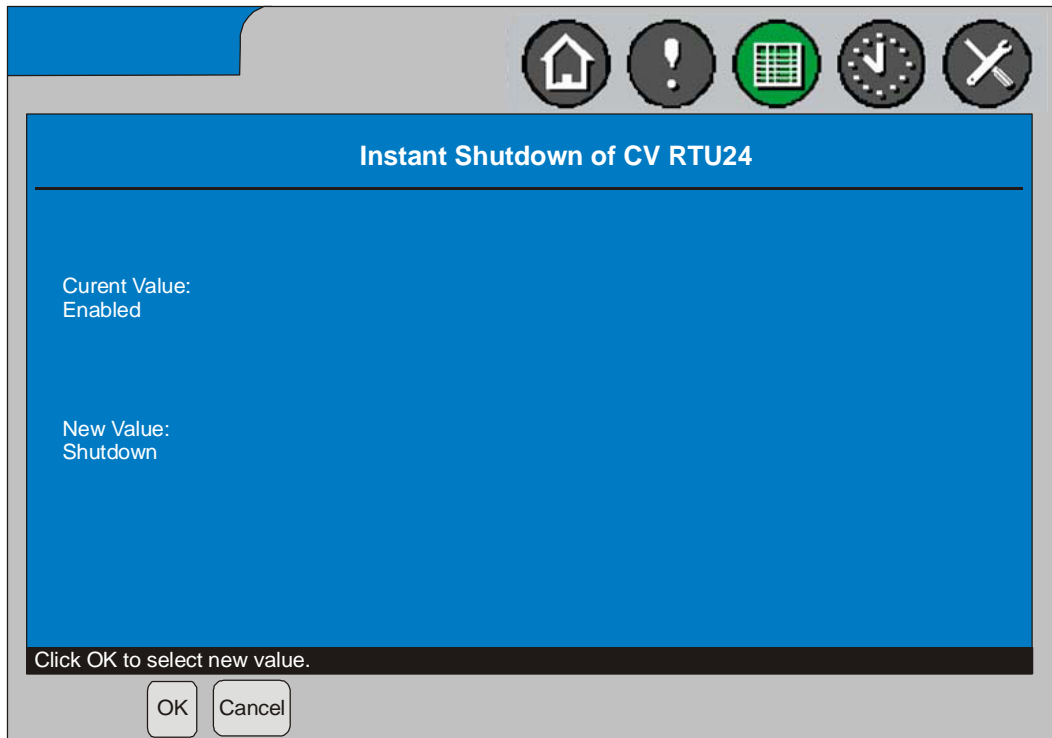 Instant Shutdown of CV RTU24
Curent Value:
Enabled
New Value:
Shutdown
Click OK to select new value.
OK
Cancel